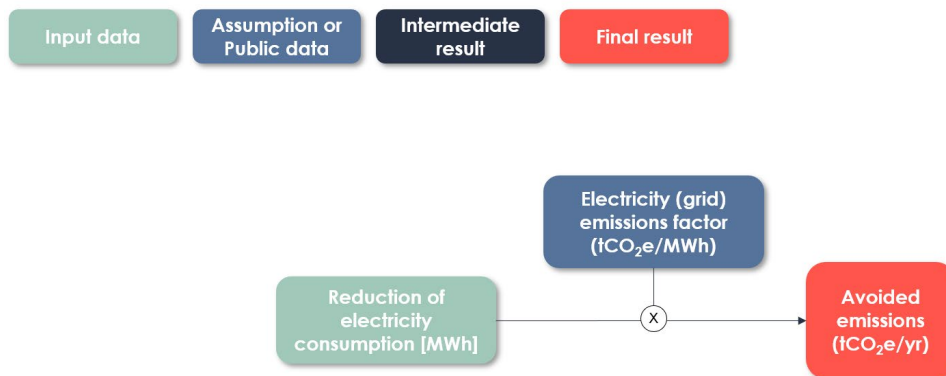 Input data
Assumption or
Public data
Intermediate
result
Final result
Electricity (grid)
emissions factor
(tCO₂e/MWh)
Reduction of
electricity
consumption [MWh]
X
Avoided
emissions
(tCO₂e/yr)